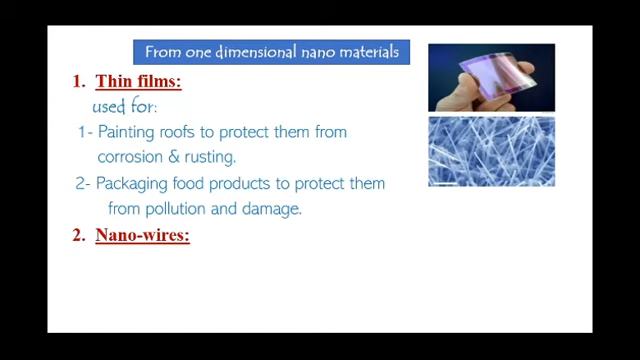 From one dimensional nano materials
1. Thin films:
used for:
1- Painting roofs to protect them from
corrosion & rusting.
2- Packaging food products to protect them
from pollution and damage.
2. Nano-wires: